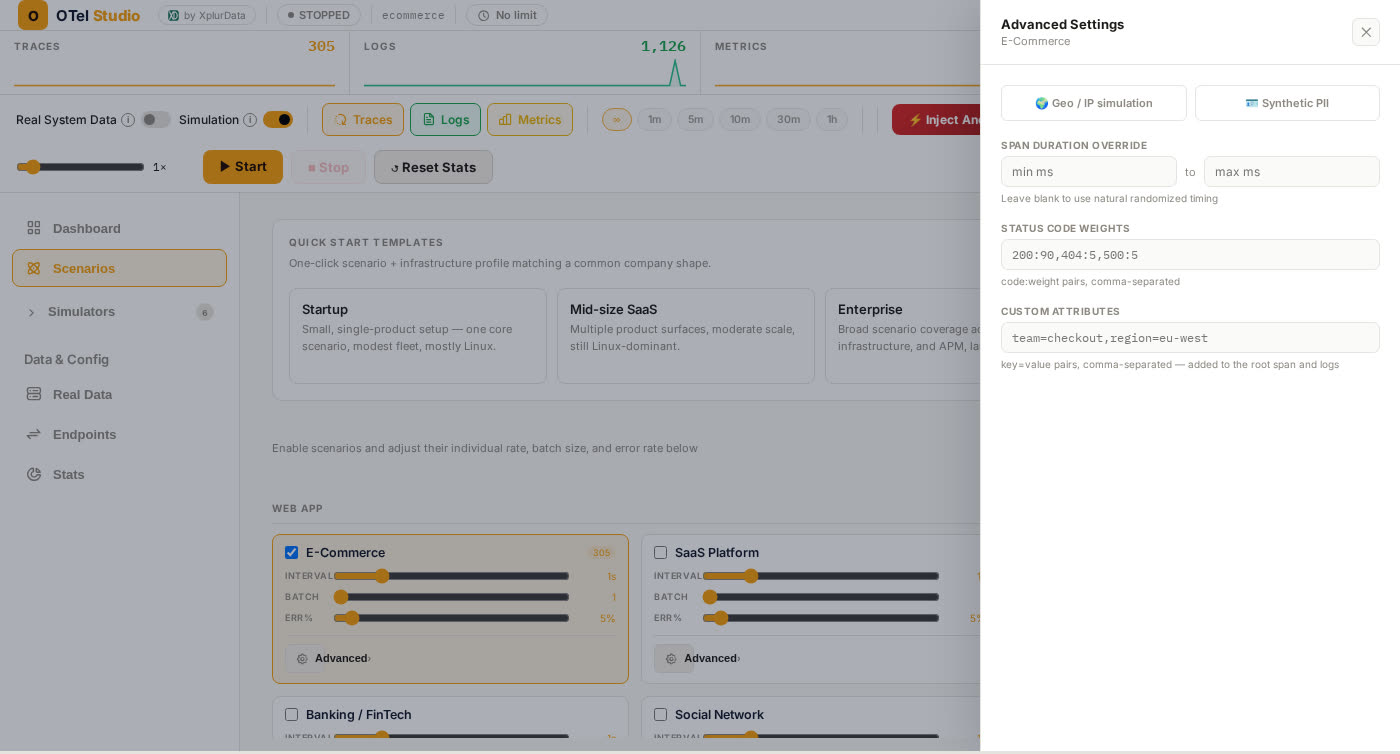 OTel Studio
by XplurData
STOPPED
ecommerce
No limit
TRACES
305
LOGS
1,126
METRICS
Real System Data
Simulation
Traces
Logs
Metrics
∞
1m
5m
10m
30m
1h
1×
Start
Stop
Reset Stats
Dashboard
Scenarios
Simulators
6
Data & Config
Real Data
Endpoints
Stats
QUICK START TEMPLATES
One-click scenario + infrastructure profile matching a common company shape.
Startup
Small, single-product setup — one core
scenario, modest fleet, mostly Linux.
Mid-size SaaS
Multiple product surfaces, moderate scale,
still Linux-dominant.
Enterprise
Broad scenario coverage
infrastructure, and APM,
Enable scenarios and adjust their individual rate, batch size, and error rate below
WEB APP
E-Commerce
305
INTERVAL
1s
BATCH
1
ERR%
5%
Advanced ›
SaaS Platform
INTERVAL
BATCH
ERR%
Advanced ›
Banking / FinTech
Social Network
Advanced Settings
E-Commerce
Geo / IP simulation
Synthetic PII
SPAN DURATION OVERRIDE
min ms to max ms
Leave blank to use natural randomized timing
STATUS CODE WEIGHTS
200:90,404:5,500:5
code:weight pairs, comma-separated
CUSTOM ATTRIBUTES
team=checkout,region=eu-west
key=value pairs, comma-separated — added to the root span and logs